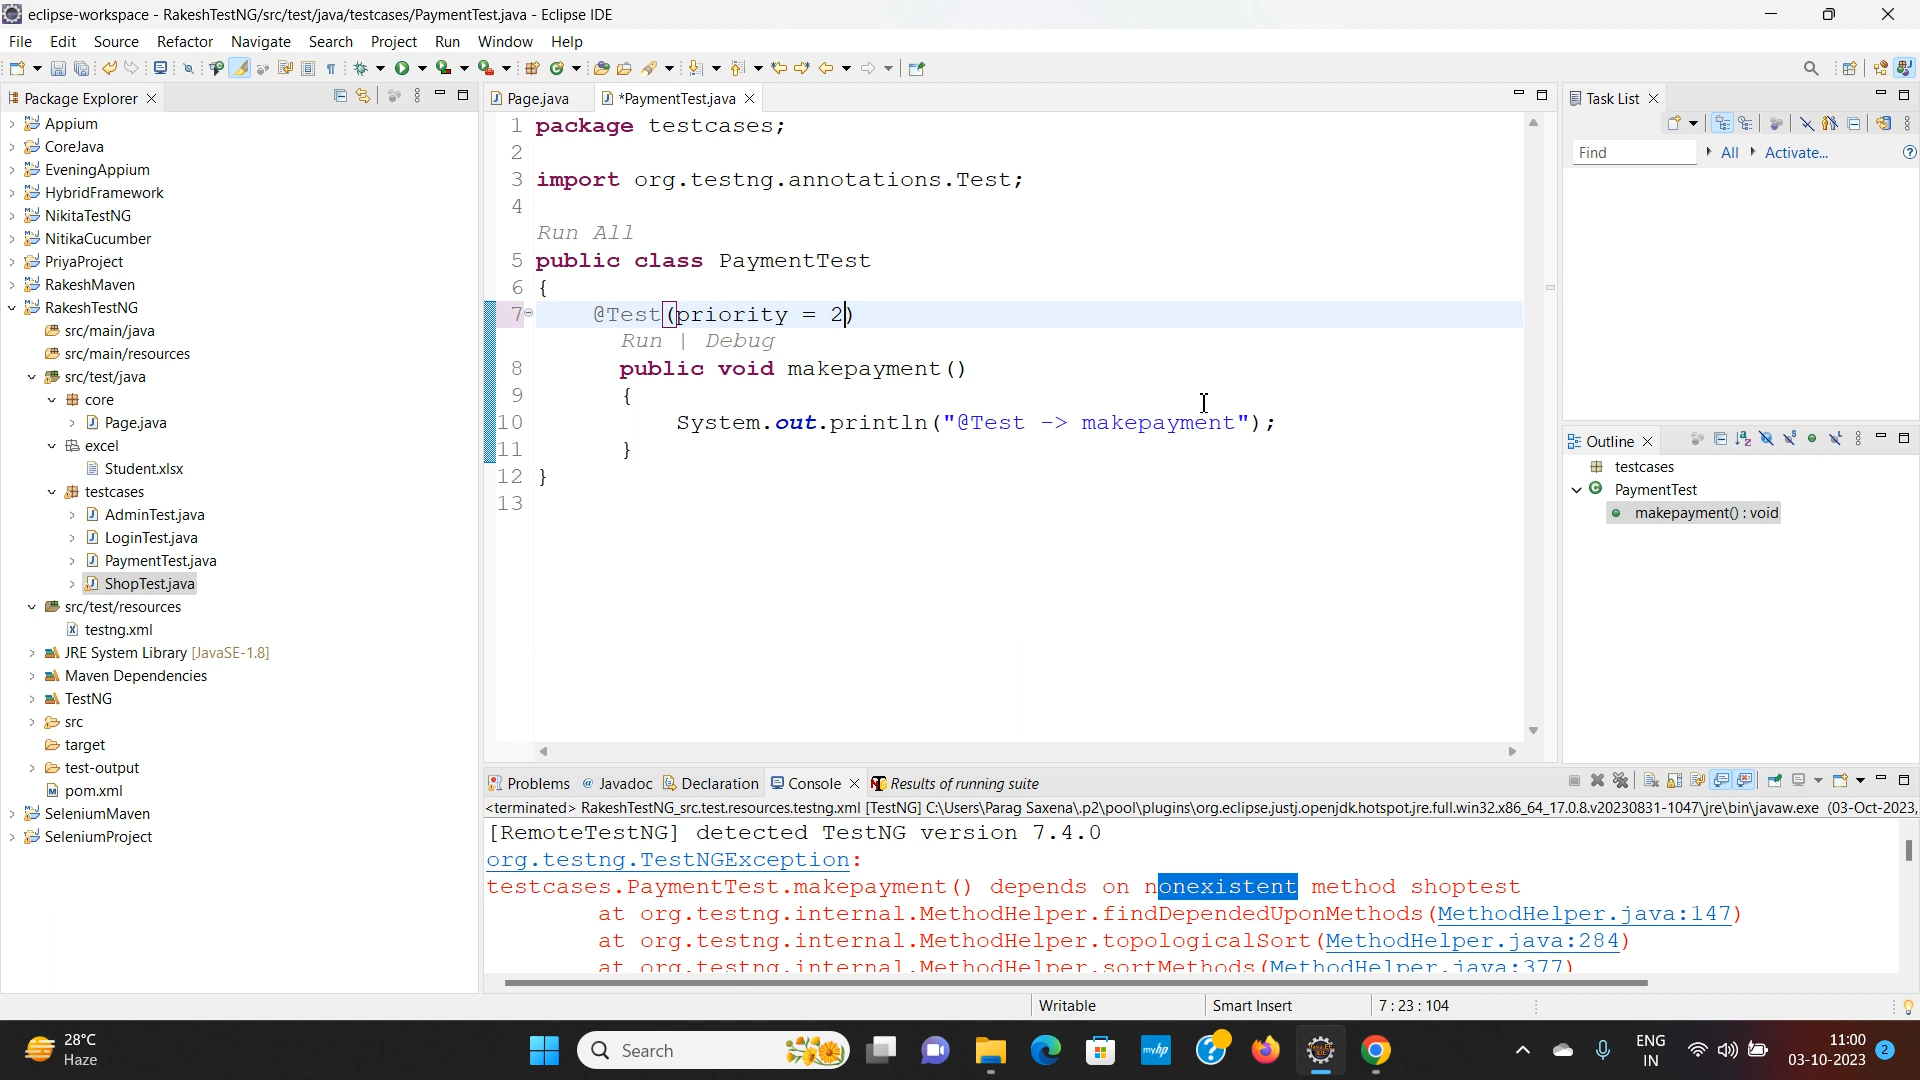 eclipse-workspace - RakeshTestNG/src/test/java/testcases/PaymentTest.java - Eclipse IDE
File Edit Source Refactor Navigate Search Project Run Window Help
Package Explorer
Appium
CoreJava
EveningAppium
HybridFramework
NikitaTestNG
NitikaCucumber
PriyaProject
RakeshMaven
RakeshTestNG
src/main/java
src/main/resources
src/test/java
core
Page.java
excel
Student.xlsx
testcases
AdminTest.java
LoginTest.java
PaymentTest.java
ShopTest.java
src/test/resources
testng.xml
JRE System Library [JavaSE-1.8]
Maven Dependencies
TestNG
src
target
test-output
pom.xml
SeleniumMaven
SeleniumProject
Page.java *PaymentTest.java
1 package testcases;
2
3 import org.testng.annotations.Test;
4
Run All
5 public class PaymentTest
6 {
7 @Test(priority = 2)
Run | Debug
8 public void makepayment()
9 {
10 System.out.println("@Test -> makepayment");
11 }
12 }
13
Task List
Find All Activate...
Outline
testcases
PaymentTest
makepayment() : void
Problems Javadoc Declaration Console Results of running suite
<terminated> RakeshTestNG_src.test.resources.testng.xml [TestNG] C:\Users\Parag Saxena\.p2\pool\plugins\org.eclipse.justj.openjdk.hotspot.jre.full.win32.x86_64_17.0.8.v20230831-1047\jre\bin\javaw.exe (03-Oct-2023,
[RemoteTestNG] detected TestNG version 7.4.0
org.testng.TestNGException:
testcases.PaymentTest.makepayment() depends on nonexistent method shoptest
at org.testng.internal.MethodHelper.findDependedUponMethods(MethodHelper.java:147)
at org.testng.internal.MethodHelper.topologicalSort(MethodHelper.java:284)
at org.testng.internal.MethodHelper.sortMethods(MethodHelper.java:377)
Writable Smart Insert 7 : 23 : 104
28°C
Haze
Search
myhp
ENG
IN
11:00
03-10-2023
2